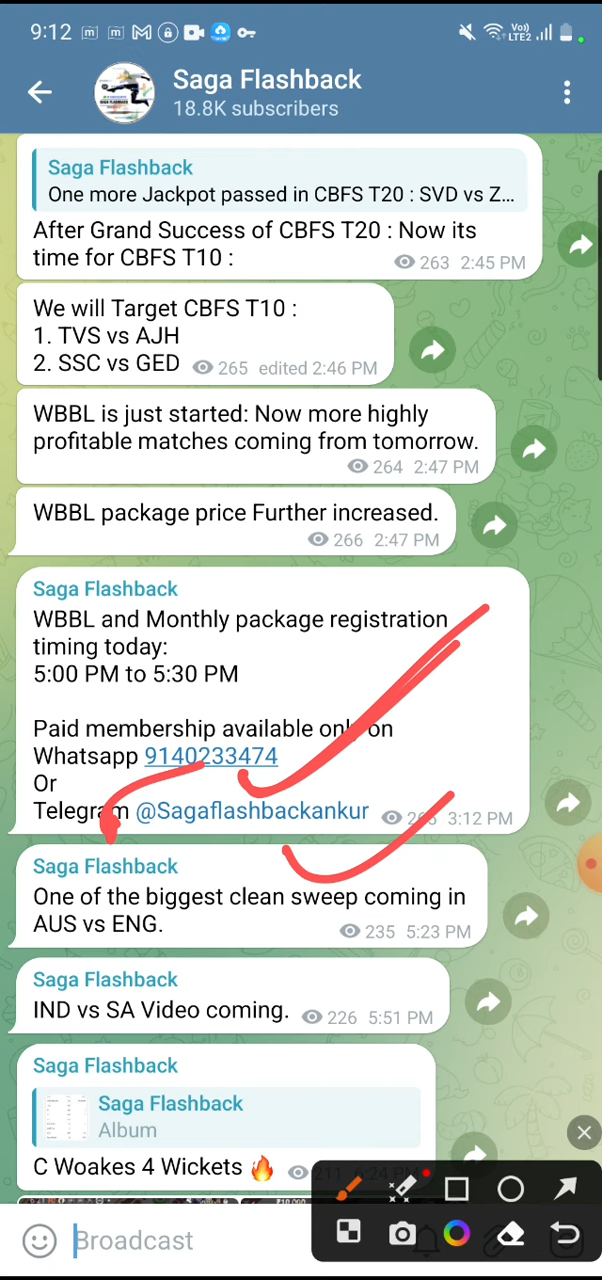 9:12
Vo))
LTE2
Saga Flashback
18.8K subscribers
Saga Flashback
One more Jackpot passed in CBFS T20 : SVD vs Z...
After Grand Success of CBFS T20 : Now its
time for CBFS T10 :
263 2:45 PM
We will Target CBFS T10 :
1. TVS vs AJH
2. SSC vs GED
265 edited 2:46 PM
WBBL is just started: Now more highly
profitable matches coming from tomorrow.
264 2:47 PM
WBBL package price Further increased.
266 2:47 PM
Saga Flashback
WBBL and Monthly package registration
timing today:
5:00 PM to 5:30 PM
Paid membership available only on
Whatsapp 9140233474
Or
Telegram @Sagaflashbackankur
3:12 PM
Saga Flashback
One of the biggest clean sweep coming in
AUS vs ENG.
235 5:23 PM
Saga Flashback
IND vs SA Video coming.
226 5:51 PM
Saga Flashback
Saga Flashback
Album
C Woakes 4 Wickets 🔥
211 6:24 PM
Broadcast